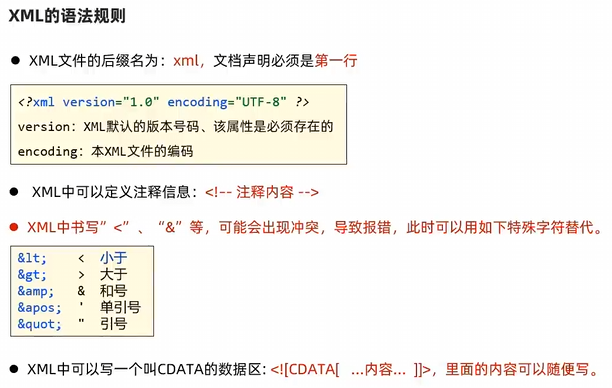 XML的语法规则
● XML文件的后缀名为：xml，文档声明必须是第一行
<?xml version="1.0" encoding="UTF-8" ?>
version：XML默认的版本号码、该属性是必须存在的
encoding：本XML文件的编码
● XML中可以定义注释信息：<!-- 注释内容 -->
● XML中书写”<”、“&”等，可能会出现冲突，导致报错，此时可以用如下特殊字符替代。
&lt; < 小于
&gt; > 大于
&amp; & 和号
&apos; ' 单引号
&quot; " 引号
● XML中可以写一个叫CDATA的数据区: <![CDATA[ …内容… ]]>，里面的内容可以随便写。